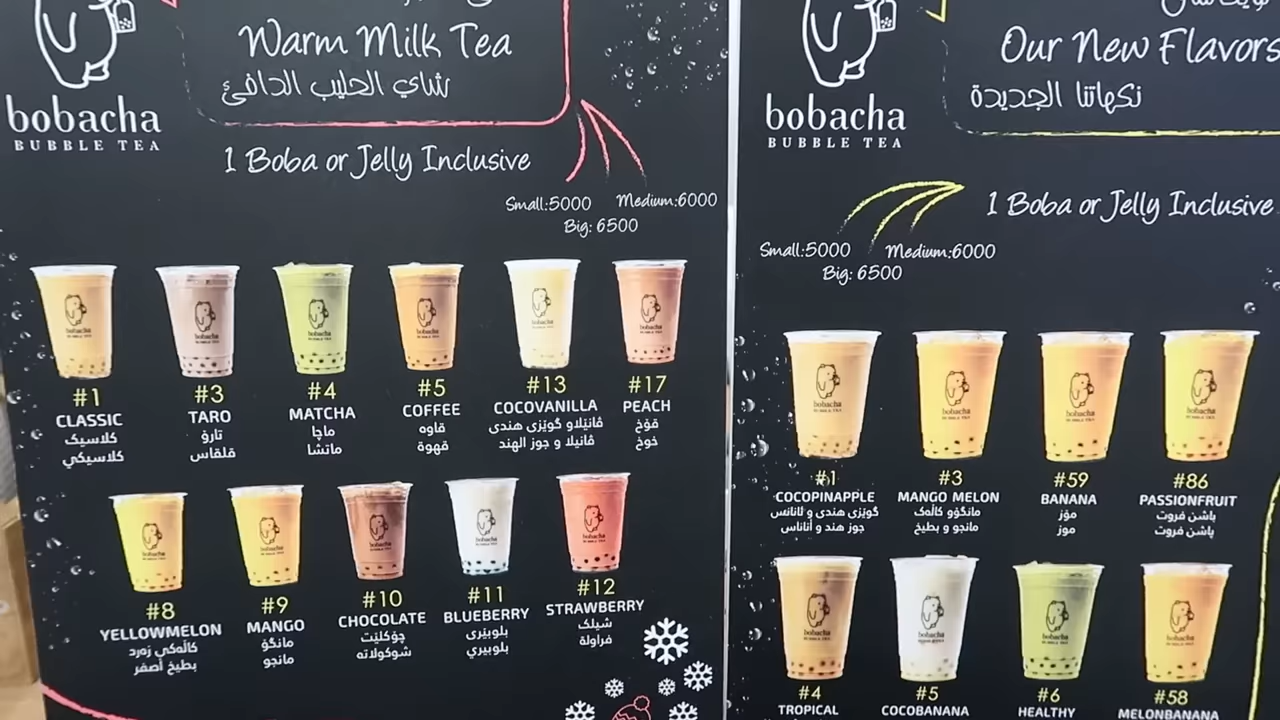 Warm Milk Tea
شاي الحليب الدافئ
bobacha
BUBBLE TEA
1 Boba or Jelly Inclusive
Small:5000 Medium:6000
Big: 6500
#1
CLASSIC
کلاسیک
كلاسيكي
#3
TARO
تارۆ
قلقاس
#4
MATCHA
ماچا
ماتشا
#5
COFFEE
قاوە
قهوة
#13
COCOVANILLA
ڤانێلاو گوێزی هندی
ڤانيلا و جوز الهند
#17
PEACH
قۆخ
خوخ
#8
YELLOWMELON
کاڵەکی زەرد
بطيخ أصفر
#9
MANGO
مانگۆ
مانجو
#10
CHOCOLATE
چۆکلێت
شوكولاته
#11
BLUEBERRY
بلوبێری
بلوبيري
#12
STRAWBERRY
شیلک
فراولة
Our New Flavors
نكهاتنا الجديدة
bobacha
BUBBLE TEA
1 Boba or Jelly Inclusive
Small:5000 Medium:6000
Big: 6500
#1
COCOPINAPPLE
گوێزی هندی و ئانانس
جوز هند و أناناس
#3
MANGO MELON
مانگۆو کاڵەک
مانجو و بطيخ
#59
BANANA
مۆز
موز
#86
PASSIONFRUIT
باشن فروت
پاشن فروت
#4
TROPICAL
#5
COCOBANANA
#6
HEALTHY
#58
MELONBANANA